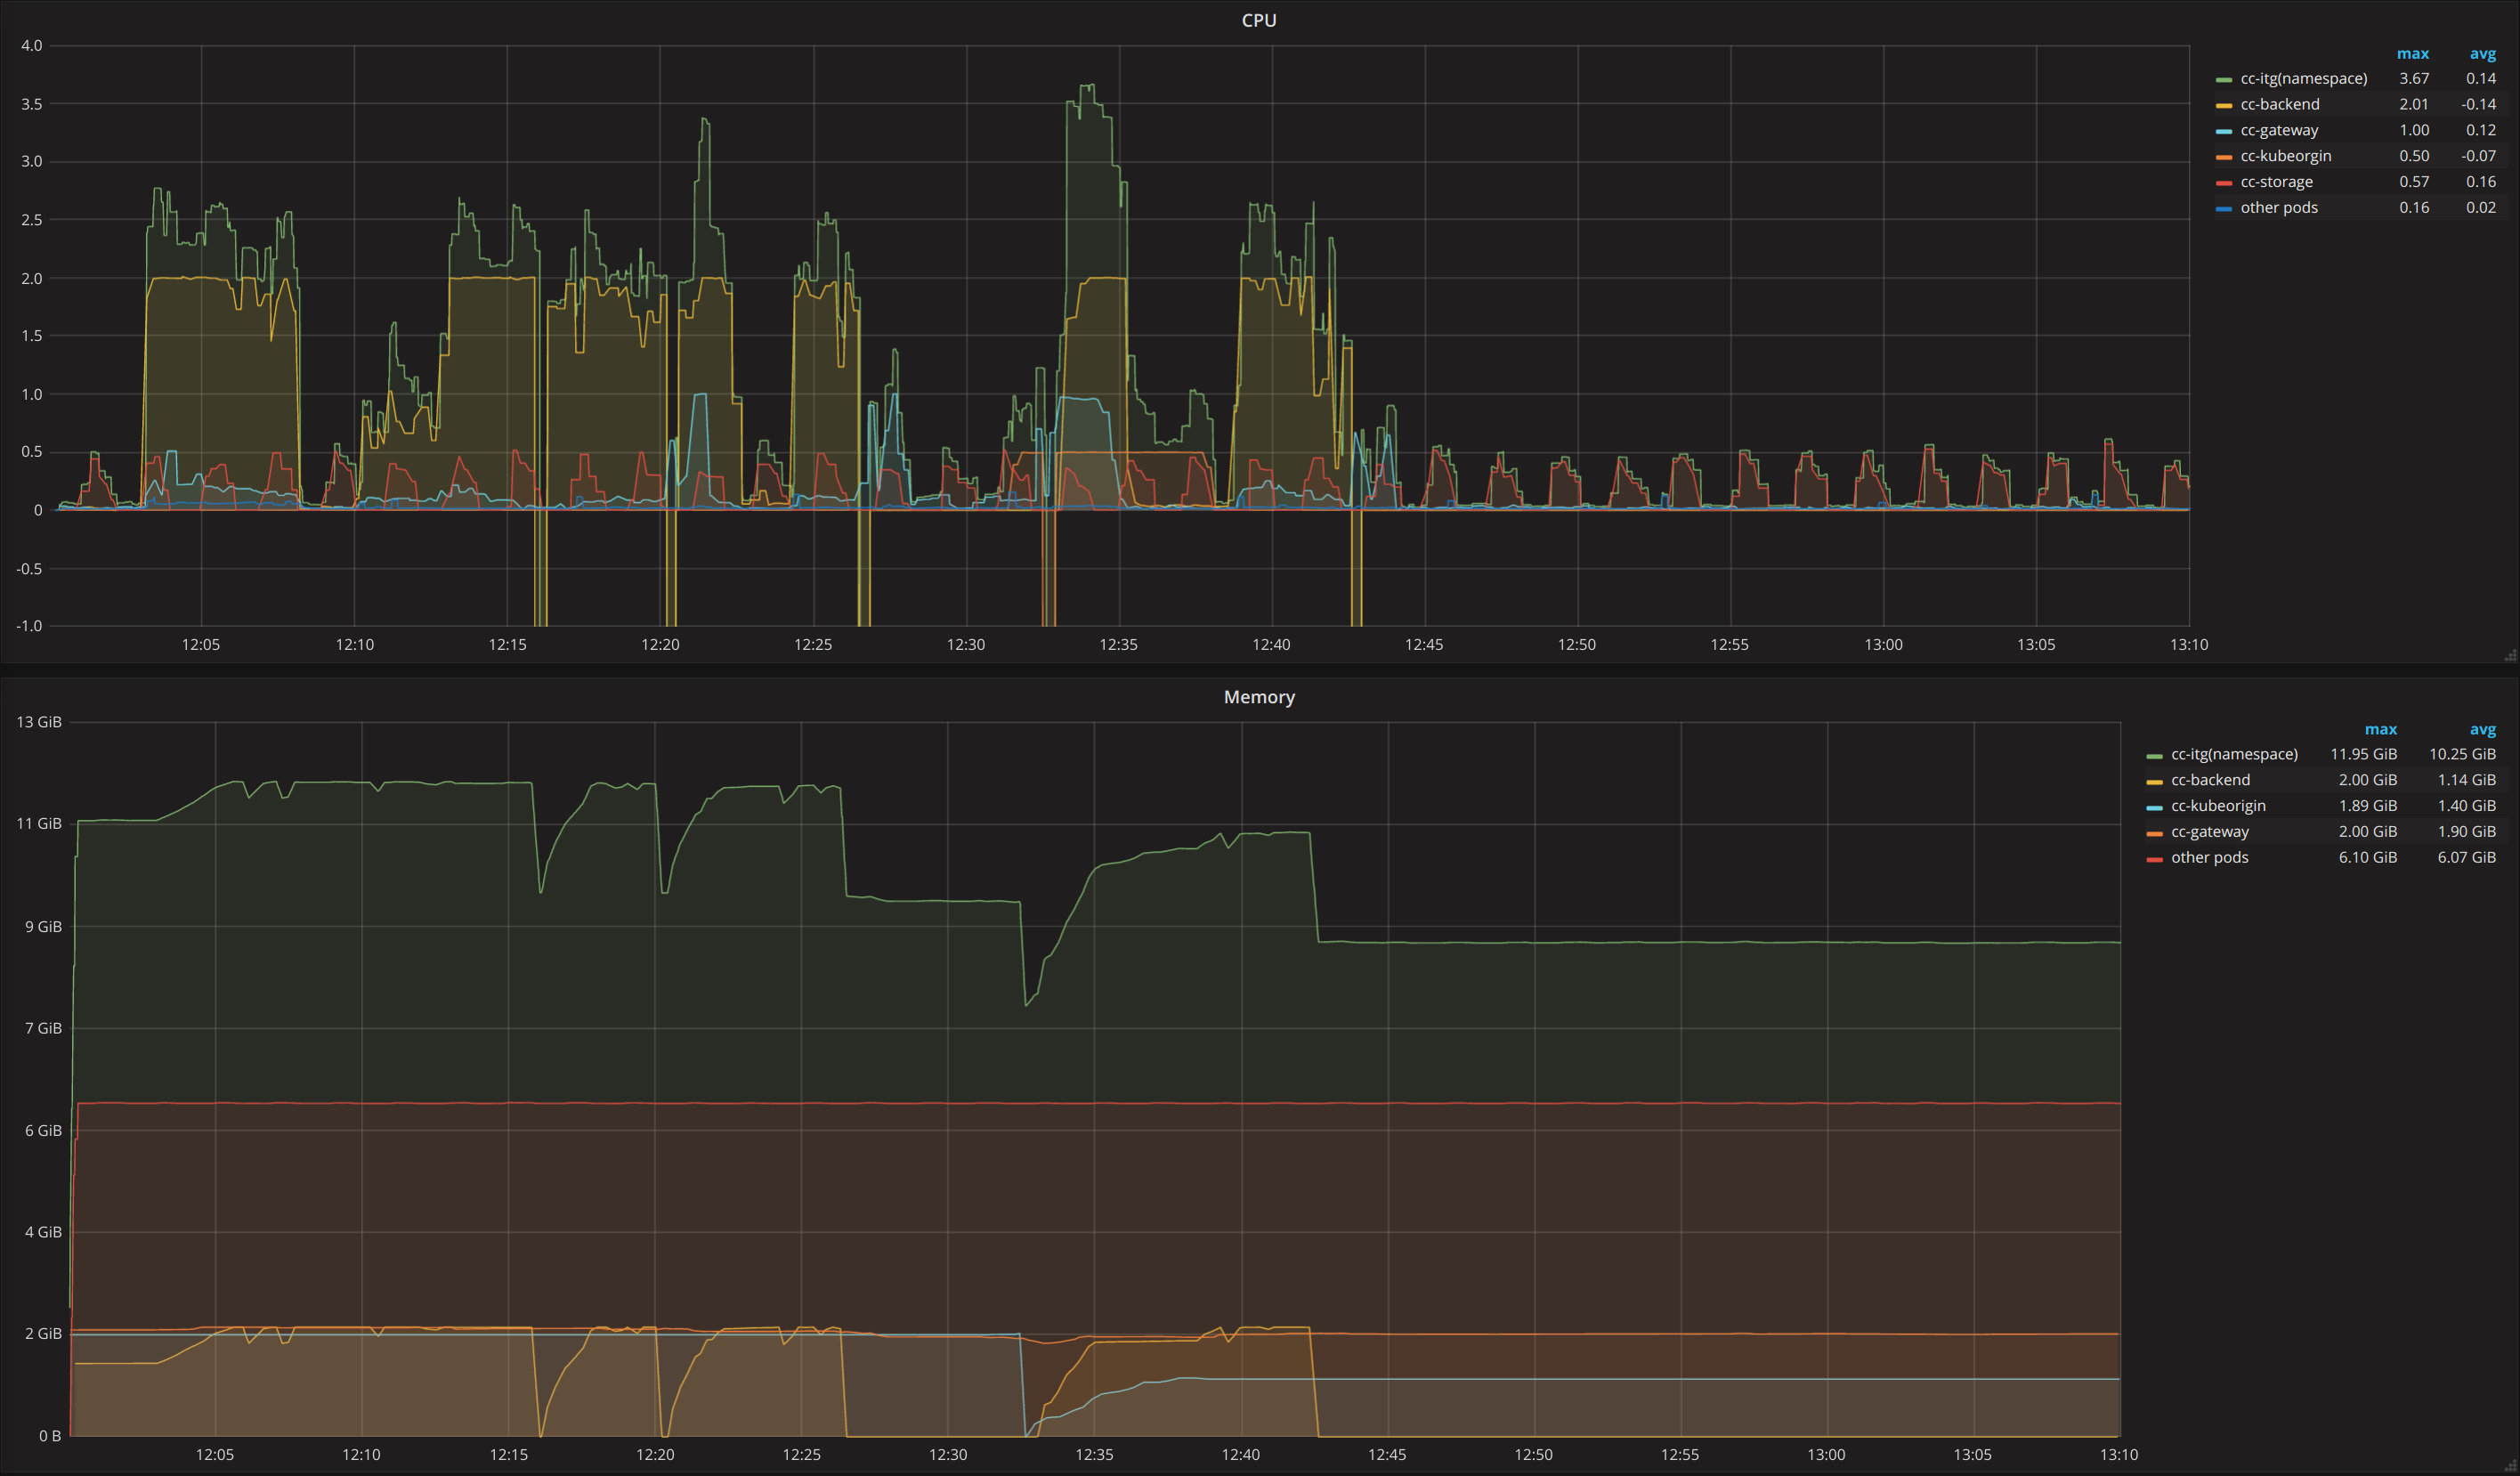 CPU
4.0
3.5
3.0
2.5
2.0
1.5
1.0
0.5
0
-0.5
-1.0
12:05 12:10 12:15 12:20 12:25 12:30 12:35 12:40 12:45 12:50 12:55 13:00 13:05 13:10
max avg
cc-itg(namespace) 3.67 0.14
cc-backend 2.01 -0.14
cc-gateway 1.00 0.12
cc-kubeorgin 0.50 -0.07
cc-storage 0.57 0.16
other pods 0.16 0.02
Memory
13 GiB
11 GiB
9 GiB
7 GiB
6 GiB
4 GiB
2 GiB
0 B
12:05 12:10 12:15 12:20 12:25 12:30 12:35 12:40 12:45 12:50 12:55 13:00 13:05 13:10
max avg
cc-itg(namespace) 11.95 GiB 10.25 GiB
cc-backend 2.00 GiB 1.14 GiB
cc-kubeorigin 1.89 GiB 1.40 GiB
cc-gateway 2.00 GiB 1.90 GiB
other pods 6.10 GiB 6.07 GiB